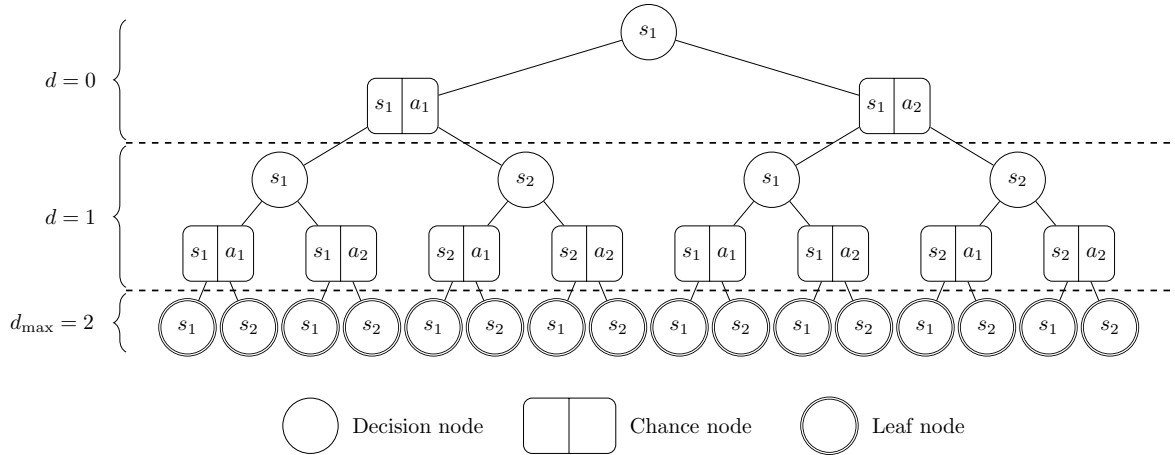 s₁
d = 0
s₁ a₁ s₁ a₂
s₁ s₂ s₁ s₂
d = 1
s₁ a₁ s₁ a₂ s₂ a₁ s₂ a₂ s₁ a₁ s₁ a₂ s₂ a₁ s₂ a₂
d_max = 2 s₁ s₂ s₁ s₂ s₁ s₂ s₁ s₂ s₁ s₂ s₁ s₂ s₁ s₂ s₁ s₂
Decision node Chance node Leaf node